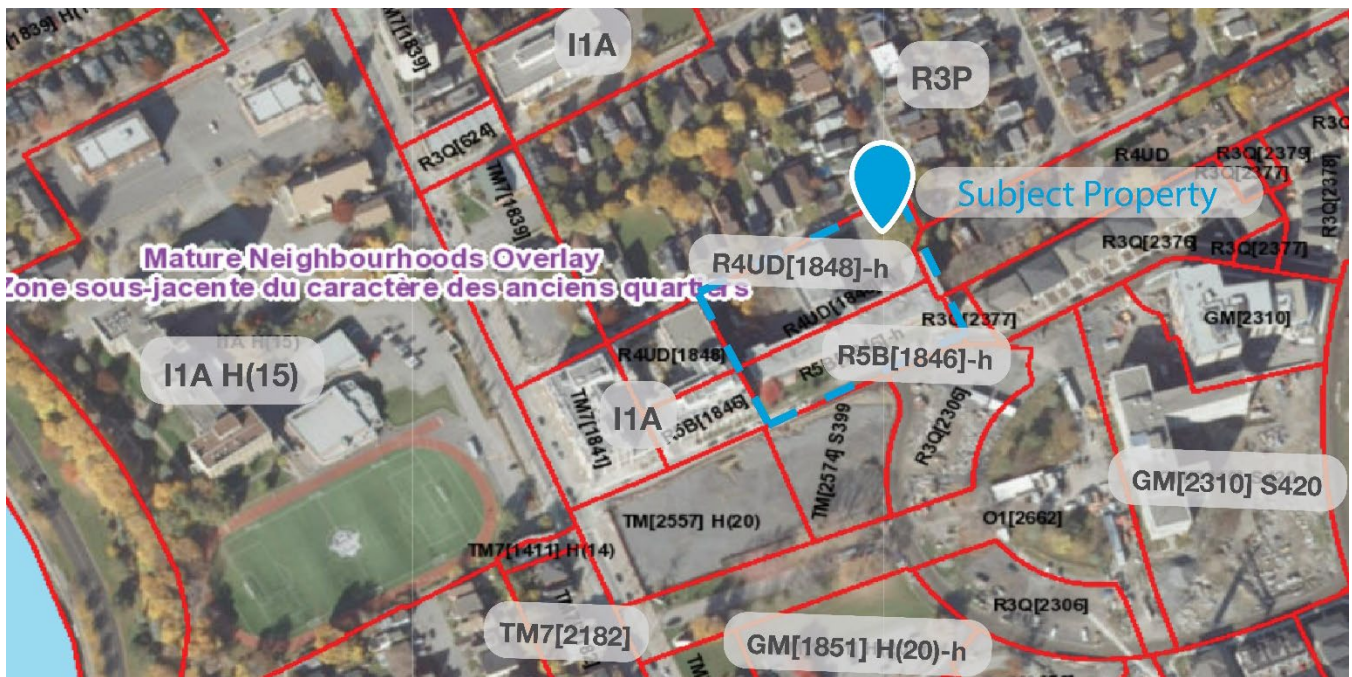 1839] H(1
TM7[1839]
I1A
R3P
R3Q[624]
TM7[1839]
R4UD
R3Q[2379]
R3Q[2377]
R3Q[2378]
Subject Property
R3Q[2376]
R3Q[2377]
Mature Neighbourhoods Overlay
Zone sous-jacente du caractère des anciens quartiers
R4UD[1848]-h
R3Q[2377]
GM[2310]
R4UD[1848]
R5B[1846]-h
I1A H(15)
I1A
TM7[1841]
R5B[1846]
TM[2574] S399
R3Q[2306]
GM[2310] S420
TM[2557] H(20)
O1[2662]
TM7[1411] H(14)
R3Q[2306]
TM7[2182]
GM[1851] H(20)-h